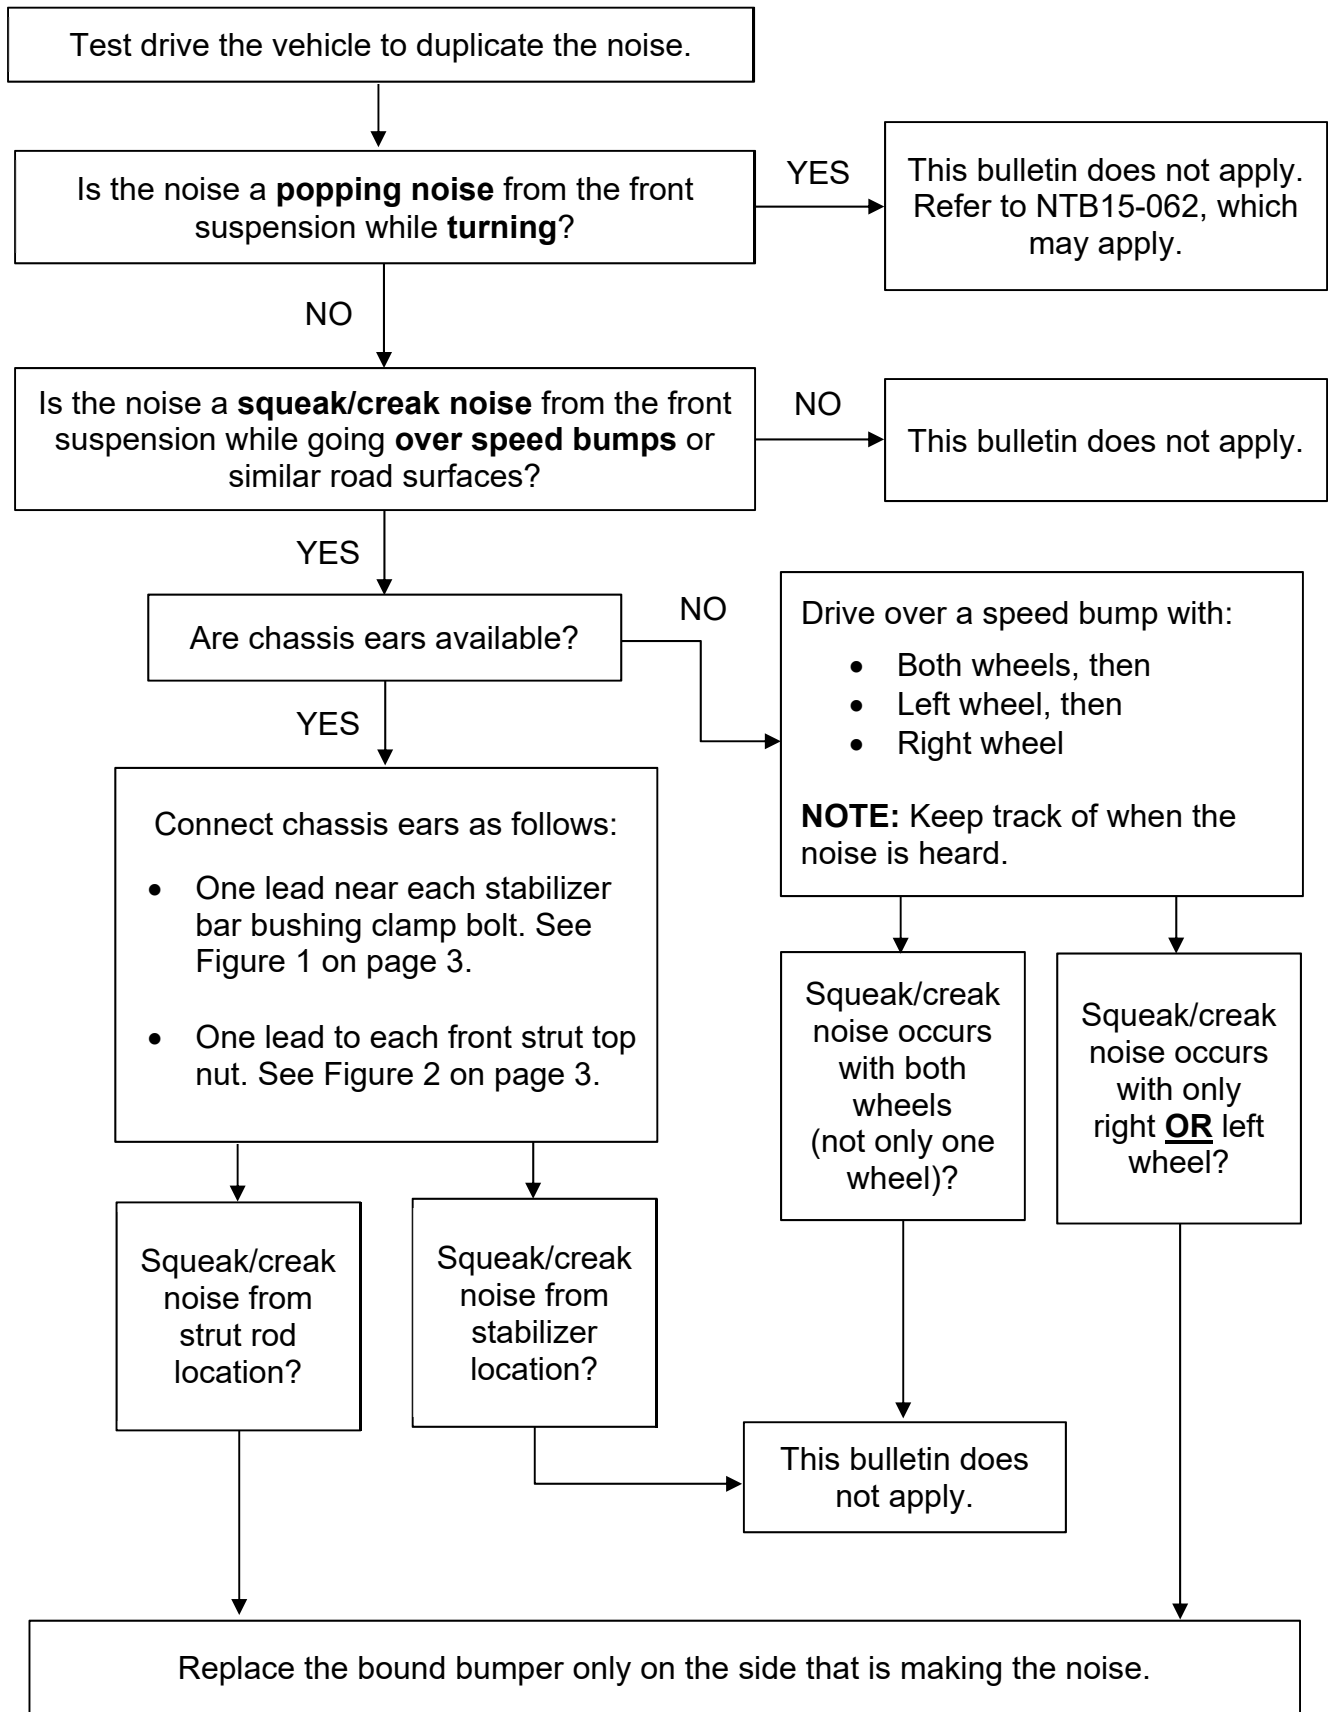 Test drive the vehicle to duplicate the noise.
Is the noise a popping noise from the front
suspension while turning?
YES
This bulletin does not apply.
Refer to NTB15-062, which
may apply.
NO
Is the noise a squeak/creak noise from the front
suspension while going over speed bumps or
similar road surfaces?
NO
This bulletin does not apply.
YES
Are chassis ears available?
NO
Drive over a speed bump with:
• Both wheels, then
• Left wheel, then
• Right wheel
NOTE: Keep track of when the
noise is heard.
YES
Connect chassis ears as follows:
• One lead near each stabilizer
bar bushing clamp bolt. See
Figure 1 on page 3.
• One lead to each front strut top
nut. See Figure 2 on page 3.
Squeak/creak
noise occurs
with both
wheels
(not only one
wheel)?
Squeak/creak
noise occurs
with only
right OR left
wheel?
Squeak/creak
noise from
strut rod
location?
Squeak/creak
noise from
stabilizer
location?
This bulletin does
not apply.
Replace the bound bumper only on the side that is making the noise.